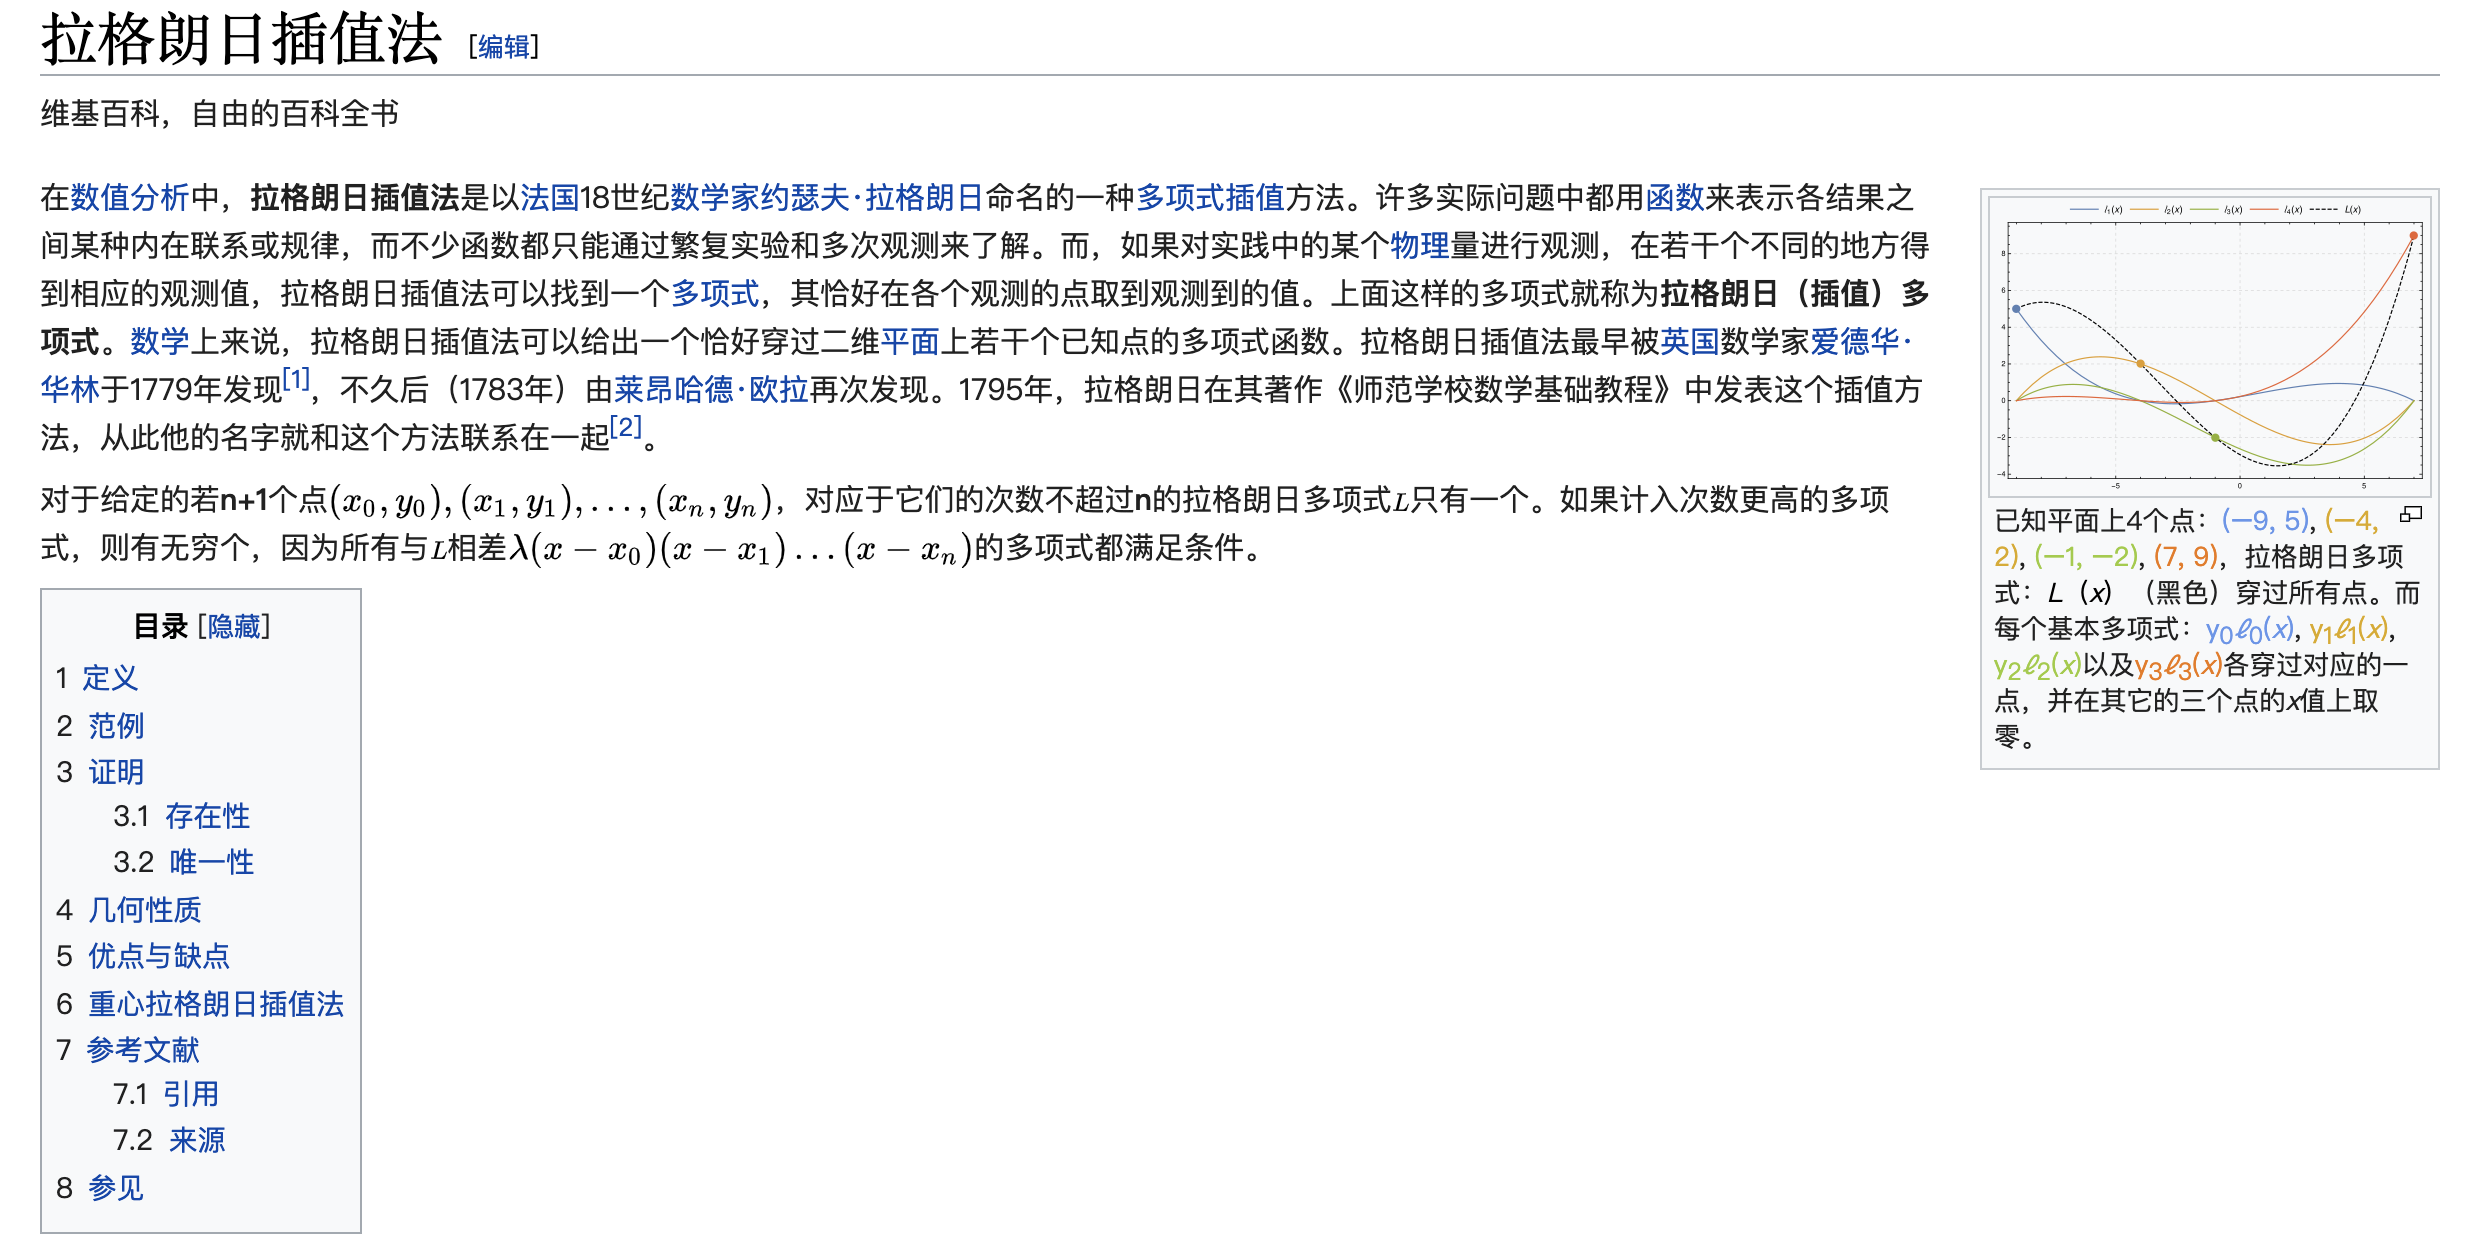 拉格朗日插值法 [编辑]
维基百科，自由的百科全书
在数值分析中，拉格朗日插值法是以法国18世纪数学家约瑟夫·拉格朗日命名的一种多项式插值方法。许多实际问题中都用函数来表示各结果之
间某种内在联系或规律，而不少函数都只能通过繁复实验和多次观测来了解。而，如果对实践中的某个物理量进行观测，在若干个不同的地方得
到相应的观测值，拉格朗日插值法可以找到一个多项式，其恰好在各个观测的点取到观测到的值。上面这样的多项式就称为拉格朗日（插值）多
项式。数学上来说，拉格朗日插值法可以给出一个恰好穿过二维平面上若干个已知点的多项式函数。拉格朗日插值法最早被英国数学家爱德华·
华林于1779年发现[1]，不久后（1783年）由莱昂哈德·欧拉再次发现。1795年，拉格朗日在其著作《师范学校数学基础教程》中发表这个插值方
法，从此他的名字就和这个方法联系在一起[2]。
对于给定的若n+1个点(x₀, y₀), (x₁, y₁), . . . , (xₙ, yₙ)，对应于它们的次数不超过n的拉格朗日多项式L只有一个。如果计入次数更高的多项
式，则有无穷个，因为所有与L相差λ(x − x₀)(x − x₁) . . . (x − xₙ)的多项式都满足条件。
目录 [隐藏]
1 定义
2 范例
3 证明
3.1 存在性
3.2 唯一性
4 几何性质
5 优点与缺点
6 重心拉格朗日插值法
7 参考文献
7.1 引用
7.2 来源
8 参见
l₁(x) l₂(x) l₃(x) l₄(x) L(x)
8
6
4
2
0
−2
−4
−5 0 5
已知平面上4个点：(−9, 5), (−4,
2), (−1, −2), (7, 9)，拉格朗日多项
式：L（x）（黑色）穿过所有点。而
每个基本多项式：y₀ℓ₀(x), y₁ℓ₁(x),
y₂ℓ₂(x)以及y₃ℓ₃(x)各穿过对应的一
点，并在其它的三个点的x值上取
零。